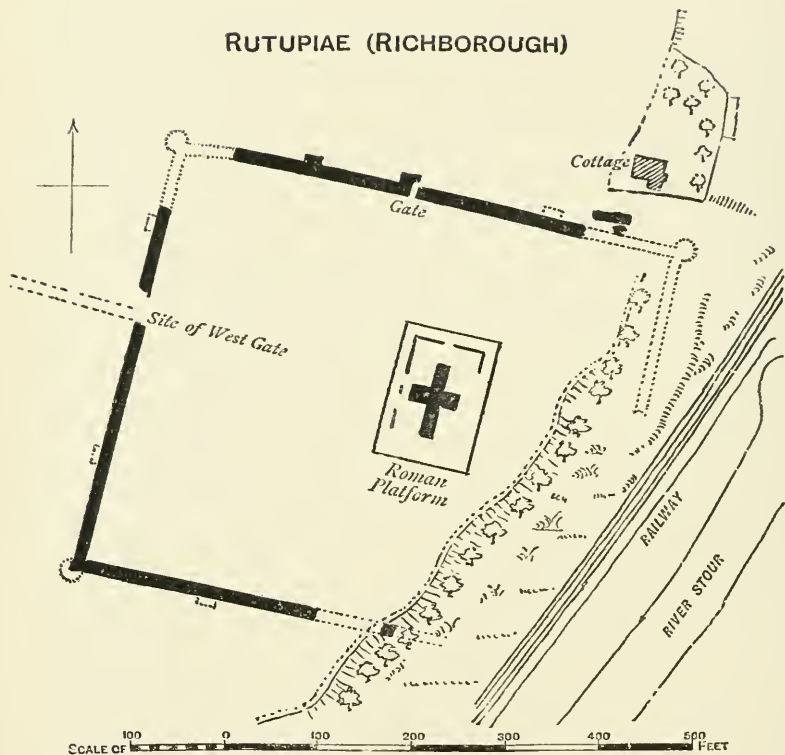 RUTUPIAE (RICHBOROUGH)
Cottage
Gate
Site of West Gate
Roman
Platform
RAILWAY
RIVER STOUR
100 0 100 200 300 400 500
SCALE OF FEET